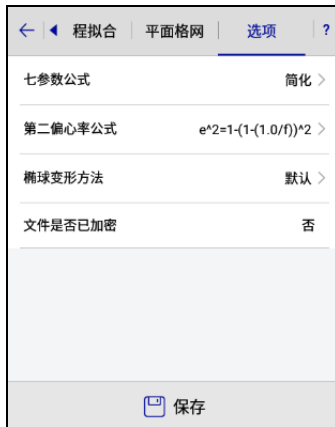 程拟合 平面格网 选项 ?
七参数公式 简化
第二偏心率公式 e^2=1-(1-(1.0/f))^2
椭球变形方法 默认
文件是否已加密 否
保存